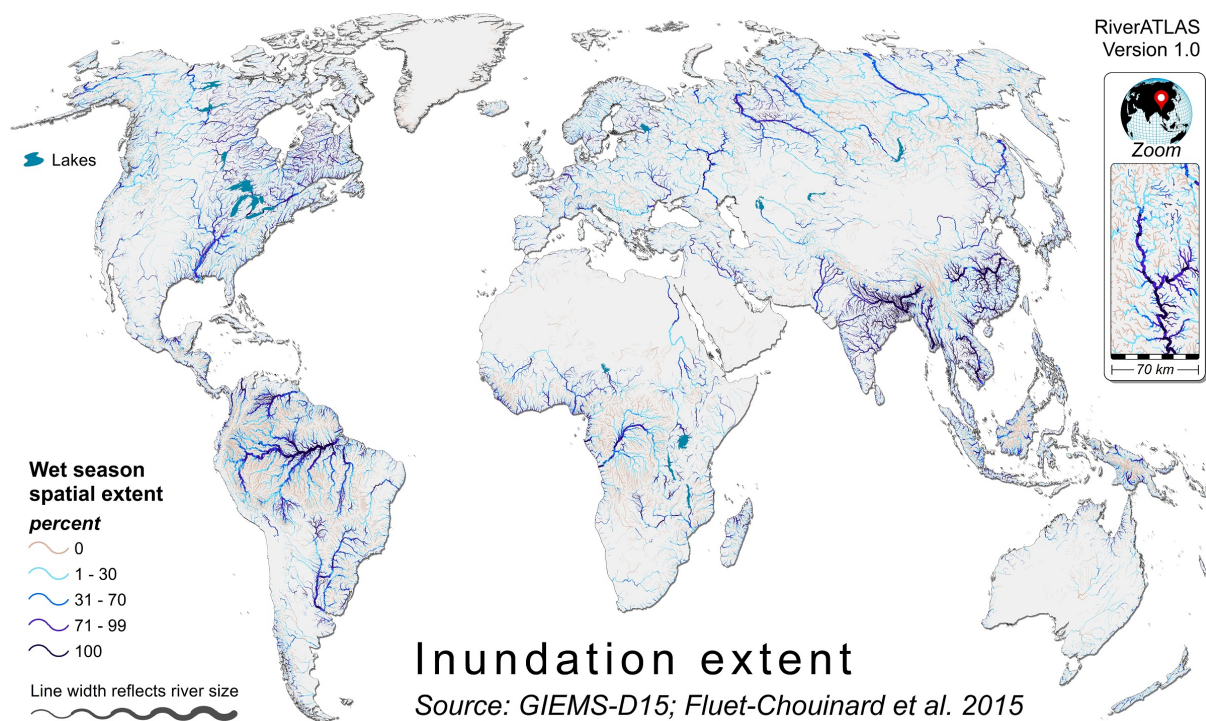 RiverATLAS
Version 1.0
Zoom
Lakes
70 km
Wet season
spatial extent
percent
0
1 - 30
31 - 70
71 - 99
100
Line width reflects river size
Inundation extent
Source: GIEMS-D15; Fluet-Chouinard et al. 2015